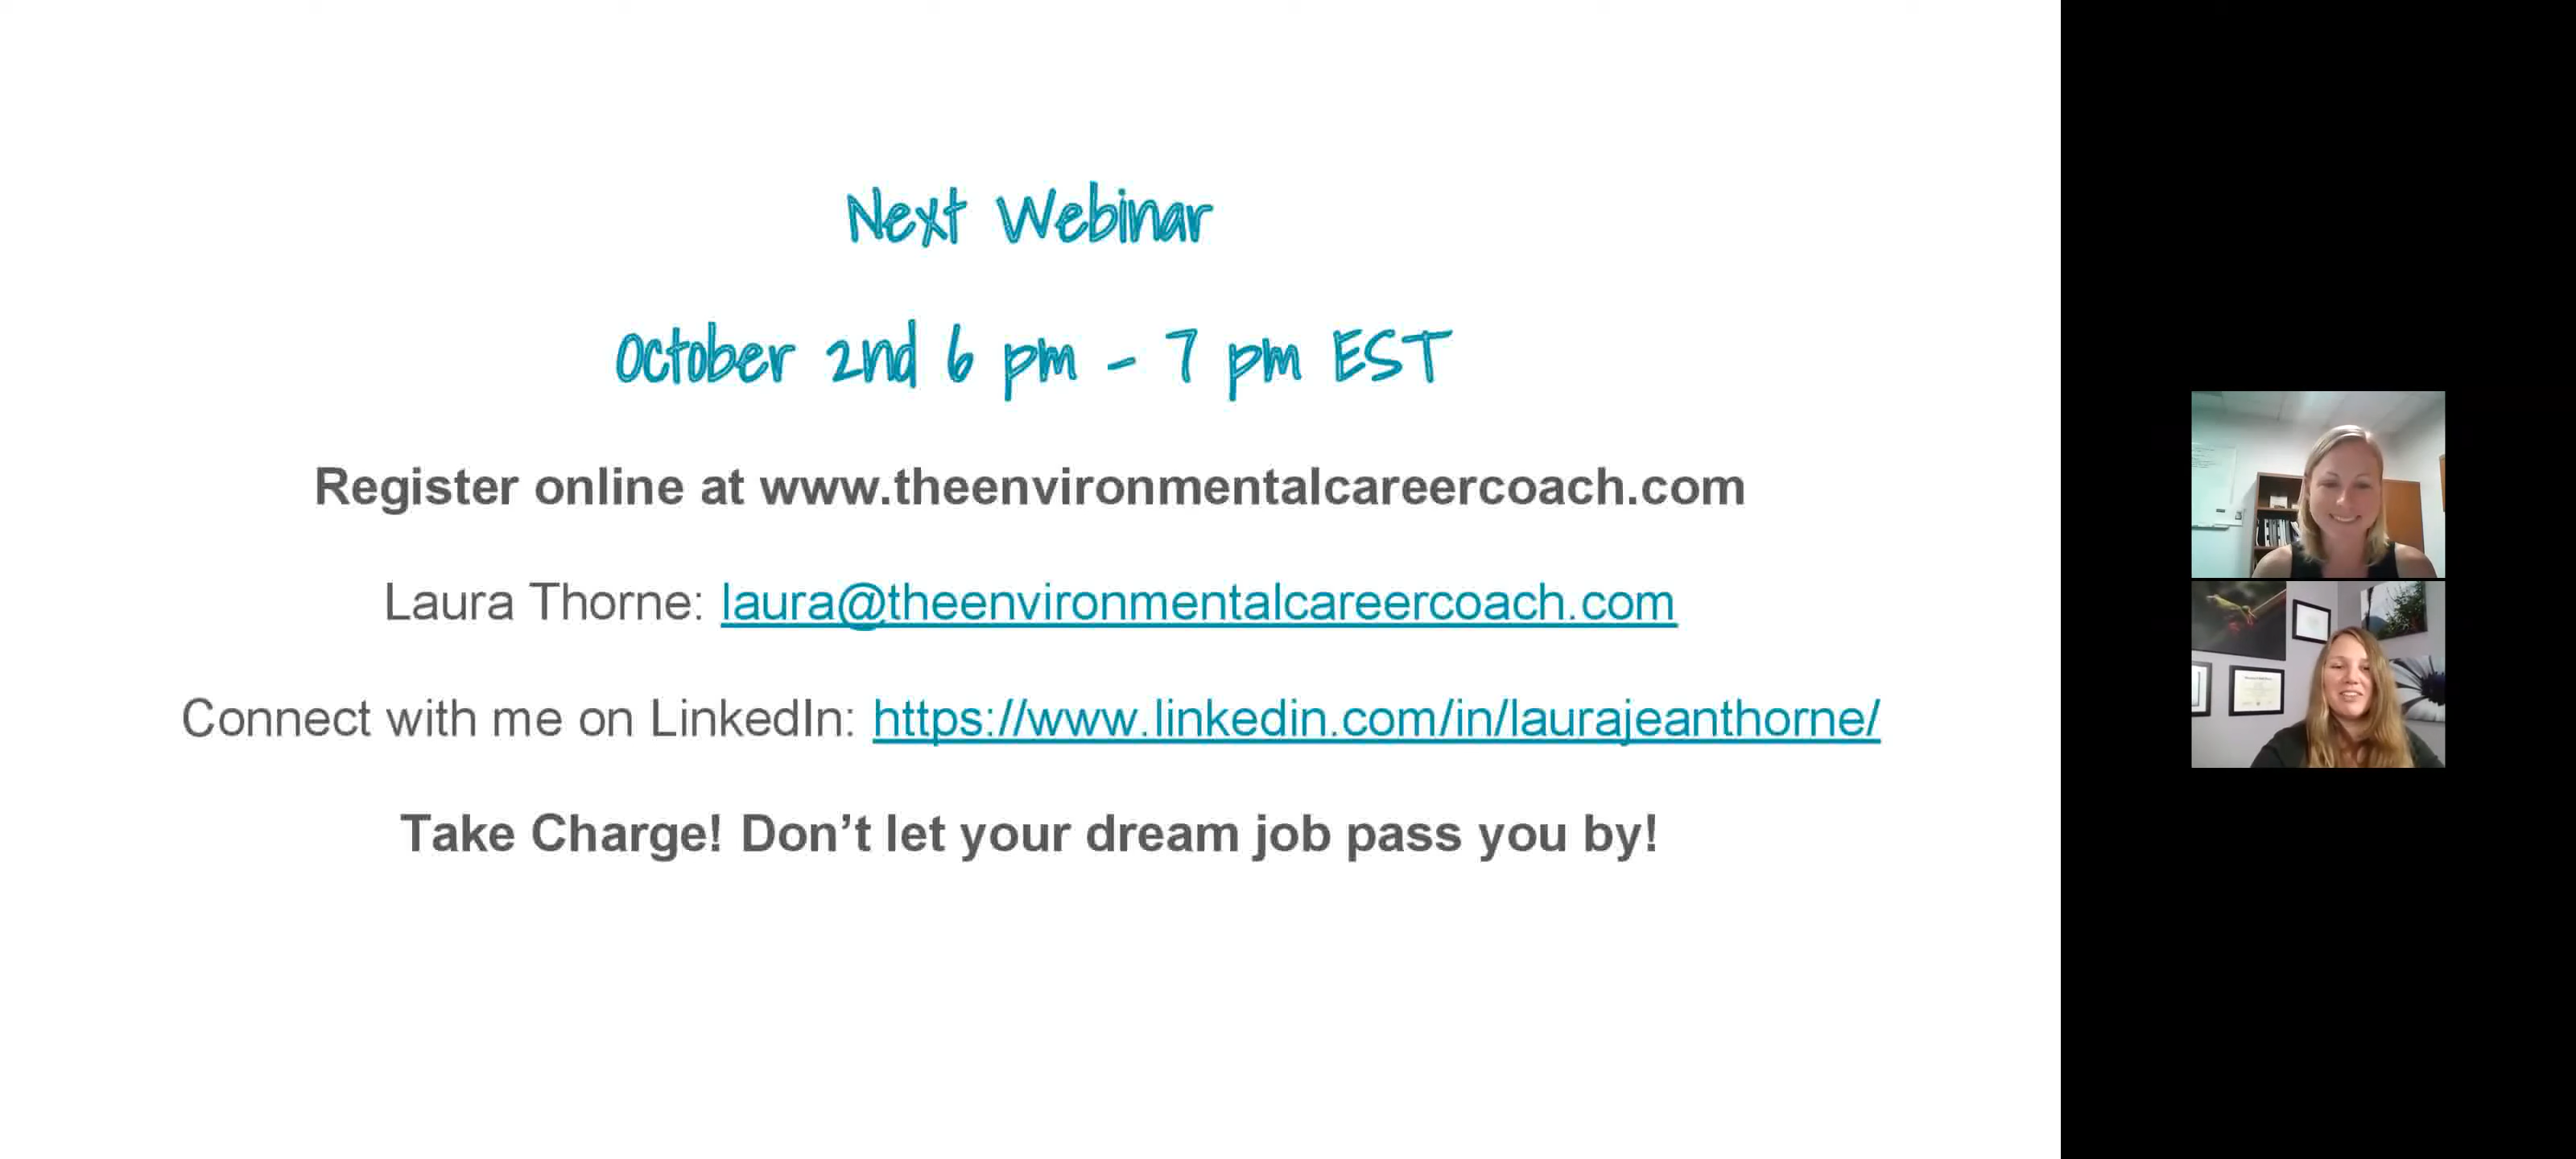 Next Webinar
October 2nd 6 pm - 7 pm EST
Register online at www.theenvironmentalcareercoach.com
Laura Thorne: laura@theenvironmentalcareercoach.com
Connect with me on LinkedIn: https://www.linkedin.com/in/laurajeanthorne/
Take Charge! Don’t let your dream job pass you by!